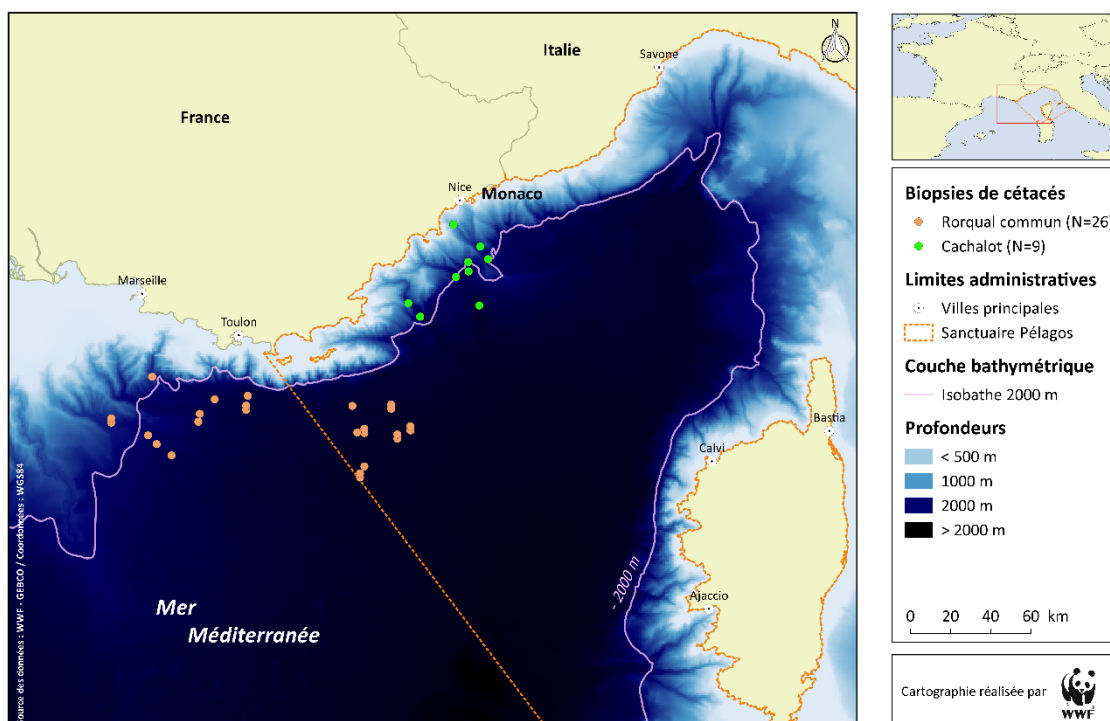 N
Italie
Savone
France
Nice
Monaco
Marseille
Toulon
Bastia
Calvi
- 2000 m
Ajaccio
Mer
Méditerranée
Source des données : WWF - GEBCO / Coordonnées : WGS84
Biopsies de cétacés
Rorqual commun (N=26)
Cachalot (N=9)
Limites administratives
Villes principales
Sanctuaire Pélagos
Couche bathymétrique
Isobathe 2000 m
Profondeurs
< 500 m
1000 m
2000 m
> 2000 m
0 20 40 60 km
Cartographie réalisée par
WWF